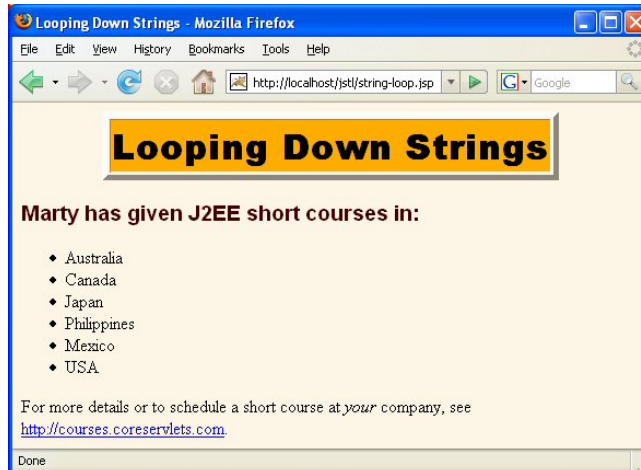 Looping Down Strings - Mozilla Firefox
File Edit View History Bookmarks Tools Help
http://localhost/jstl/string-loop.jsp G Google
Looping Down Strings
Marty has given J2EE short courses in:
Australia
Canada
Japan
Philippines
Mexico
USA
For more details or to schedule a short course at your company, see
http://courses.coreservlets.com.
Done